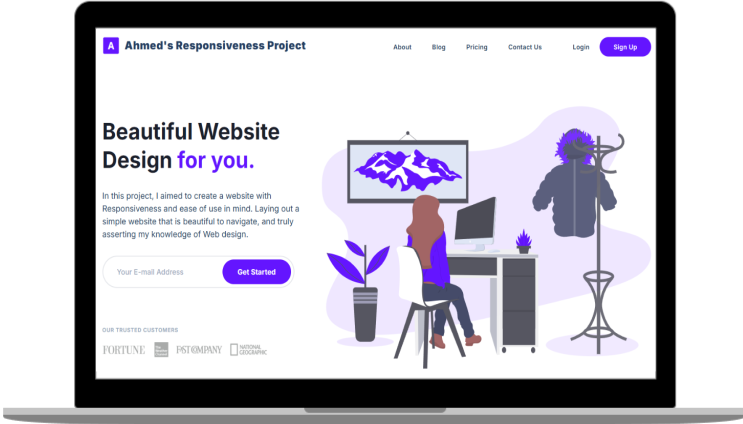 A Ahmed's Responsiveness Project
About Blog Pricing Contact Us Login Sign Up
Beautiful Website
Design for you.
In this project, I aimed to create a website with
Responsiveness and ease of use in mind. Laying out a
simple website that is beautiful to navigate, and truly
asserting my knowledge of Web design.
Your E-mail Address Get Started
OUR TRUSTED CUSTOMERS
FORTUNE FAST COMPANY NATIONAL
GEOGRAPHIC